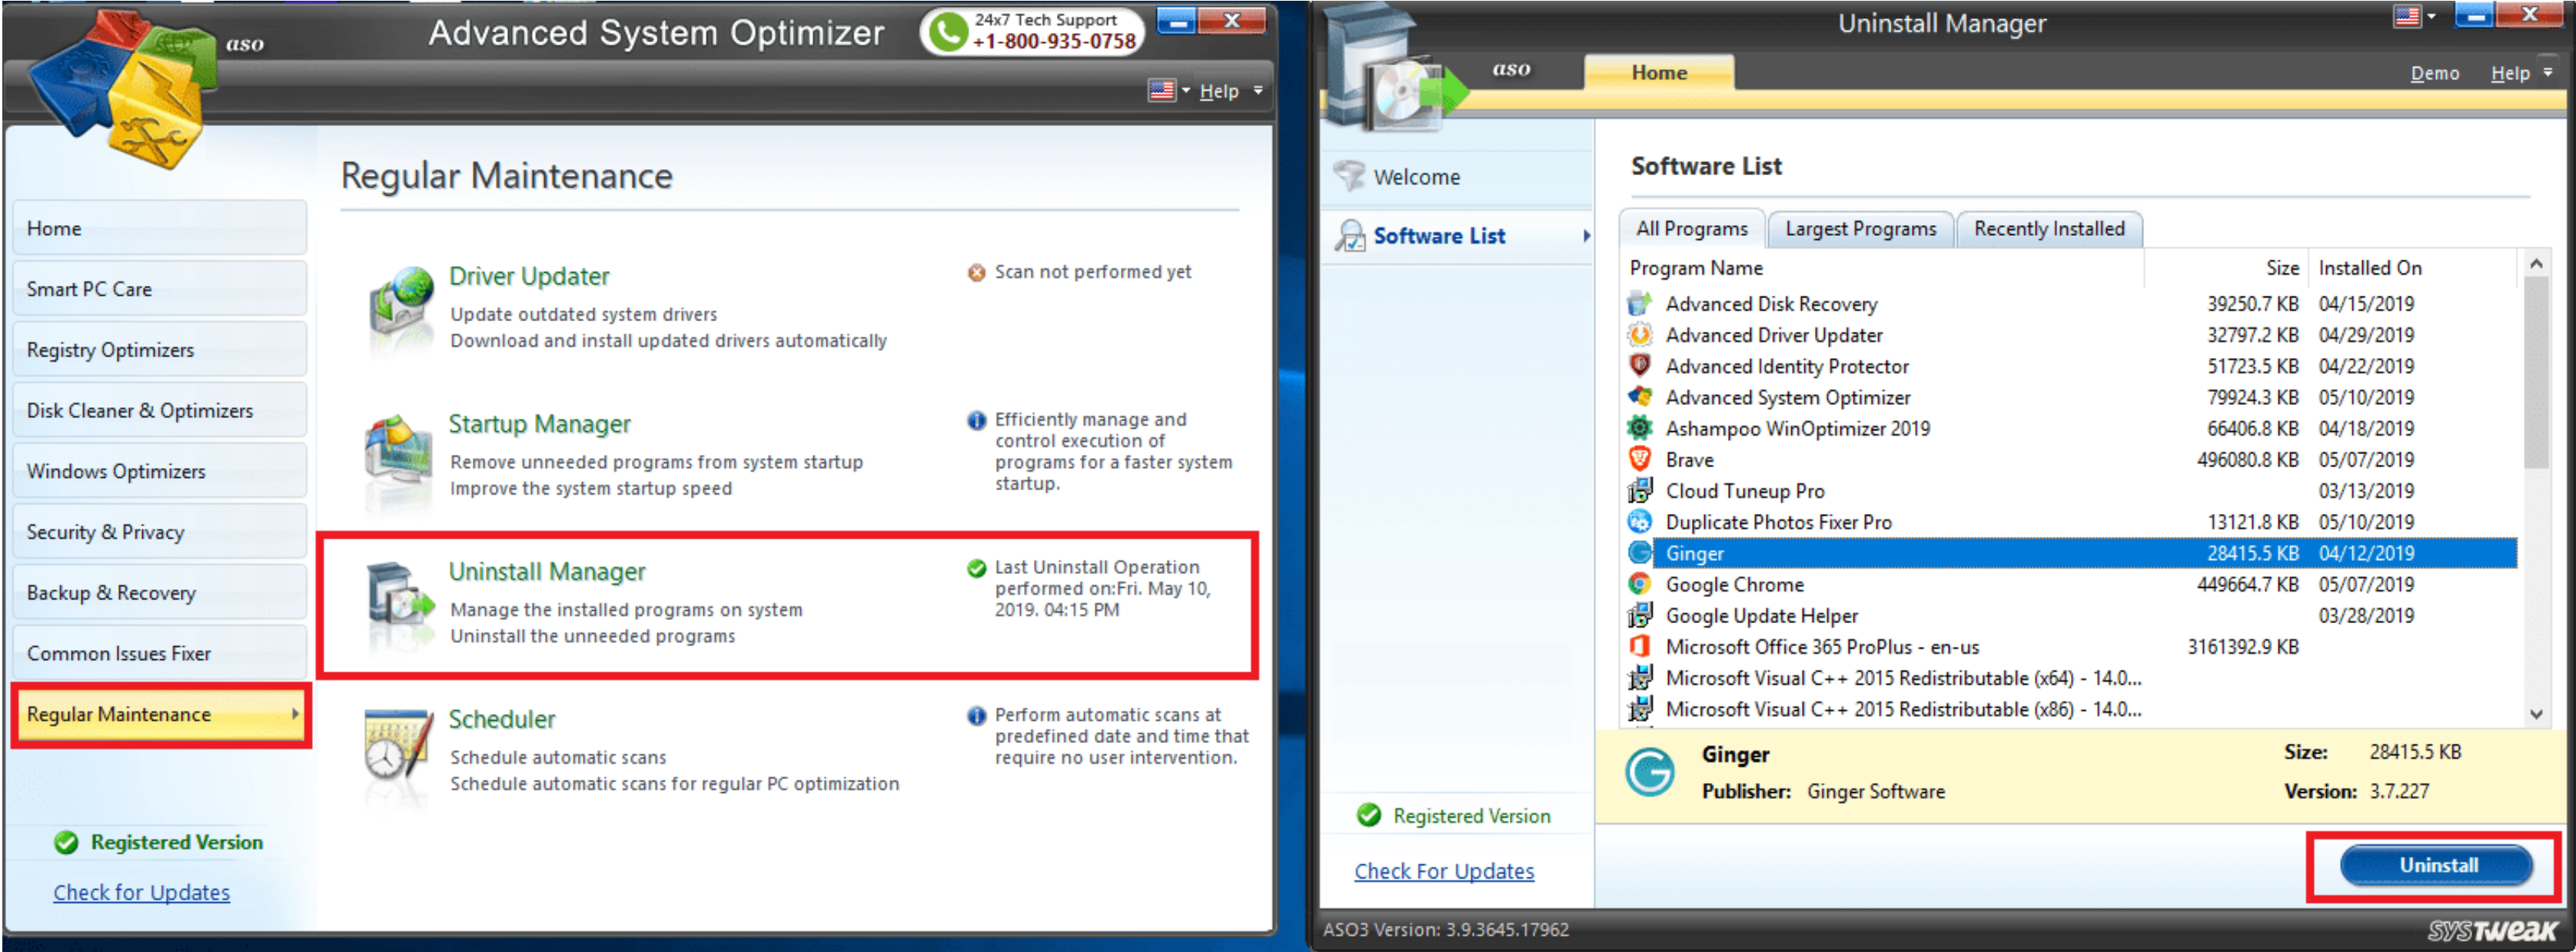 aso
Advanced System Optimizer
24x7 Tech Support
+1-800-935-0758
Help
Regular Maintenance
Home
Smart PC Care
Registry Optimizers
Disk Cleaner & Optimizers
Windows Optimizers
Security & Privacy
Backup & Recovery
Common Issues Fixer
Regular Maintenance
Registered Version
Check for Updates
Driver Updater
Update outdated system drivers
Download and install updated drivers automatically
Scan not performed yet
Startup Manager
Remove unneeded programs from system startup
Improve the system startup speed
Efficiently manage and
control execution of
programs for a faster system
startup.
Uninstall Manager
Manage the installed programs on system
Uninstall the unneeded programs
Last Uninstall Operation
performed on:Fri. May 10,
2019. 04:15 PM
Scheduler
Schedule automatic scans
Schedule automatic scans for regular PC optimization
Perform automatic scans at
predefined date and time that
require no user intervention.
Uninstall Manager
aso
Home
Demo Help
Welcome
Software List
Registered Version
Check For Updates
Software List
All Programs Largest Programs Recently Installed
Program Name Size Installed On
Advanced Disk Recovery 39250.7 KB 04/15/2019
Advanced Driver Updater 32797.2 KB 04/29/2019
Advanced Identity Protector 51723.5 KB 04/22/2019
Advanced System Optimizer 79924.3 KB 05/10/2019
Ashampoo WinOptimizer 2019 66406.8 KB 04/18/2019
Brave 496080.8 KB 05/07/2019
Cloud Tuneup Pro 03/13/2019
Duplicate Photos Fixer Pro 13121.8 KB 05/10/2019
Ginger 28415.5 KB 04/12/2019
Google Chrome 449664.7 KB 05/07/2019
Google Update Helper 03/28/2019
Microsoft Office 365 ProPlus - en-us 3161392.9 KB
Microsoft Visual C++ 2015 Redistributable (x64) - 14.0...
Microsoft Visual C++ 2015 Redistributable (x86) - 14.0...
Ginger
Size: 28415.5 KB
Publisher: Ginger Software
Version: 3.7.227
Uninstall
ASO3 Version: 3.9.3645.17962
SYSTweak